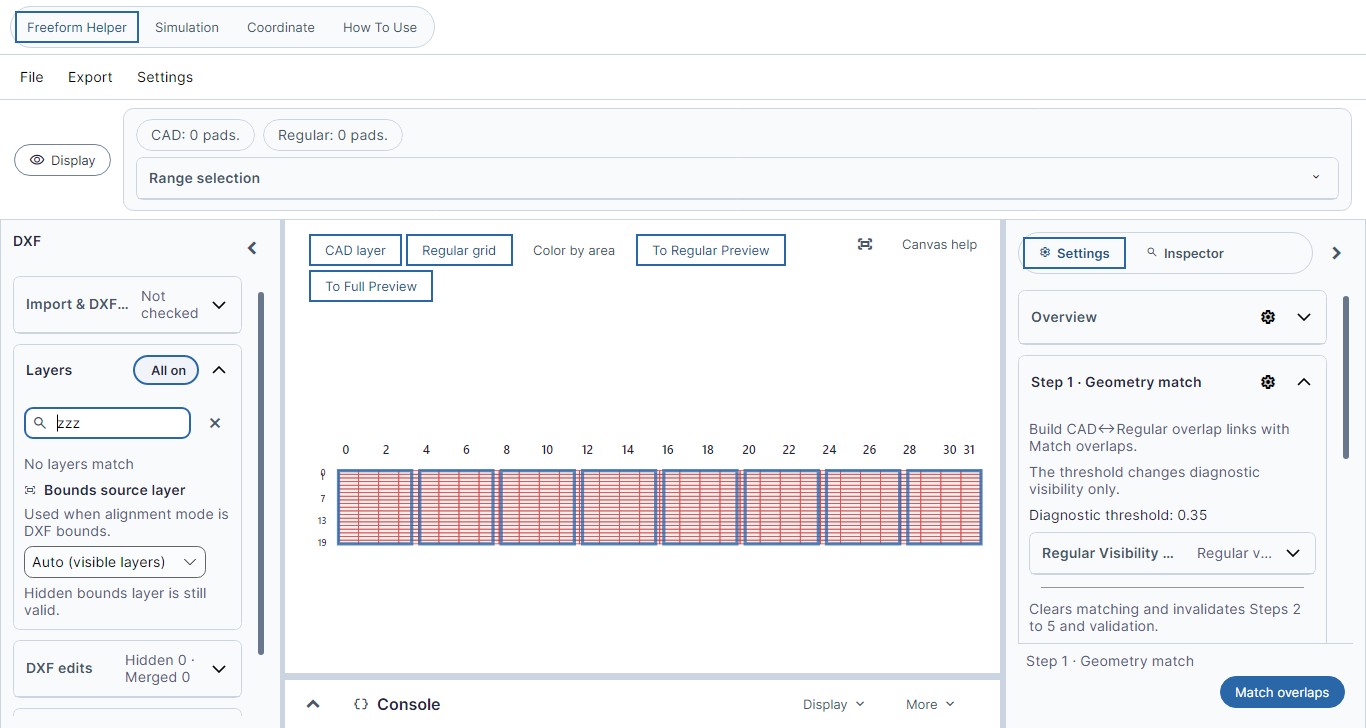 Freeform Helper Simulation Coordinate How To Use
File Export Settings
Display
CAD: 0 pads. Regular: 0 pads.
Range selection
DXF
Import & DXF... Not checked
Layers All on
zzz
No layers match
Bounds source layer
Used when alignment mode is
DXF bounds.
Auto (visible layers)
Hidden bounds layer is still
valid.
DXF edits Hidden 0 ·
Merged 0
CAD layer Regular grid Color by area To Regular Preview
To Full Preview
Canvas help
0 2 4 6 8 10 12 14 16 18 20 22 24 26 28 30 31
0
7
13
19
Console Display More
Settings Inspector
Overview
Step 1 · Geometry match
Build CAD↔Regular overlap links with
Match overlaps.
The threshold changes diagnostic
visibility only.
Diagnostic threshold: 0.35
Regular Visibility ... Regular v...
Clears matching and invalidates Steps 2
to 5 and validation.
Step 1 · Geometry match
Match overlaps